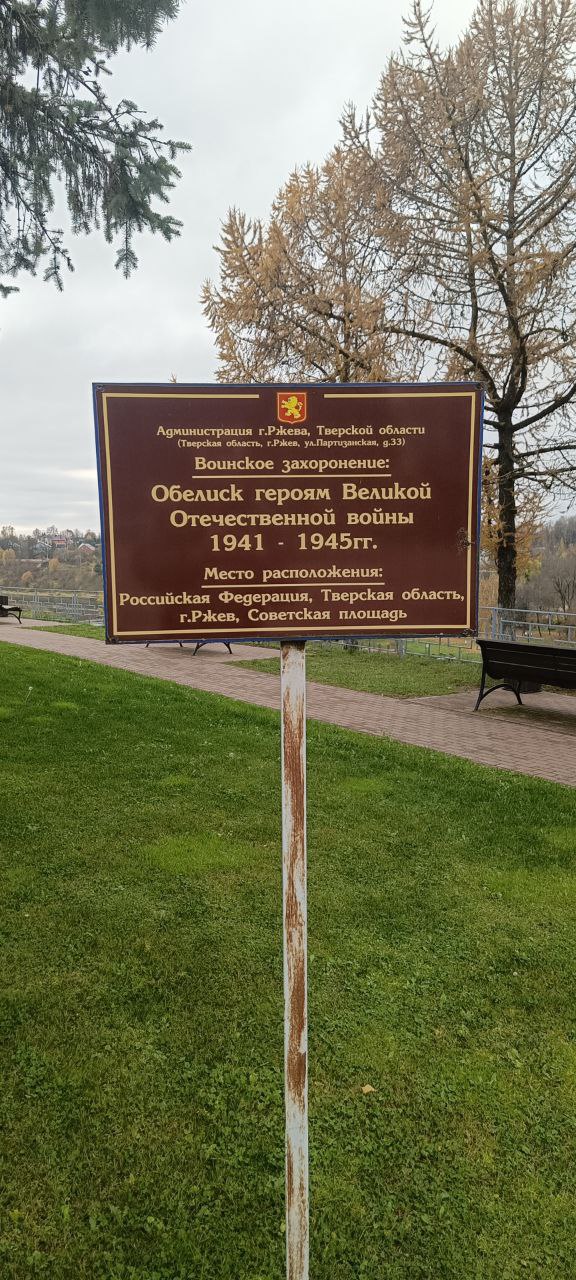 Администрация г.Ржева, Тверской области
(Тверская область, г.Ржев, ул.Партизанская, д.33)
Воинское захоронение:
Обелиск героям Великой
Отечественной войны
1941 - 1945гг.
Место расположения:
Российская Федерация, Тверская область,
г.Ржев, Советская площадь